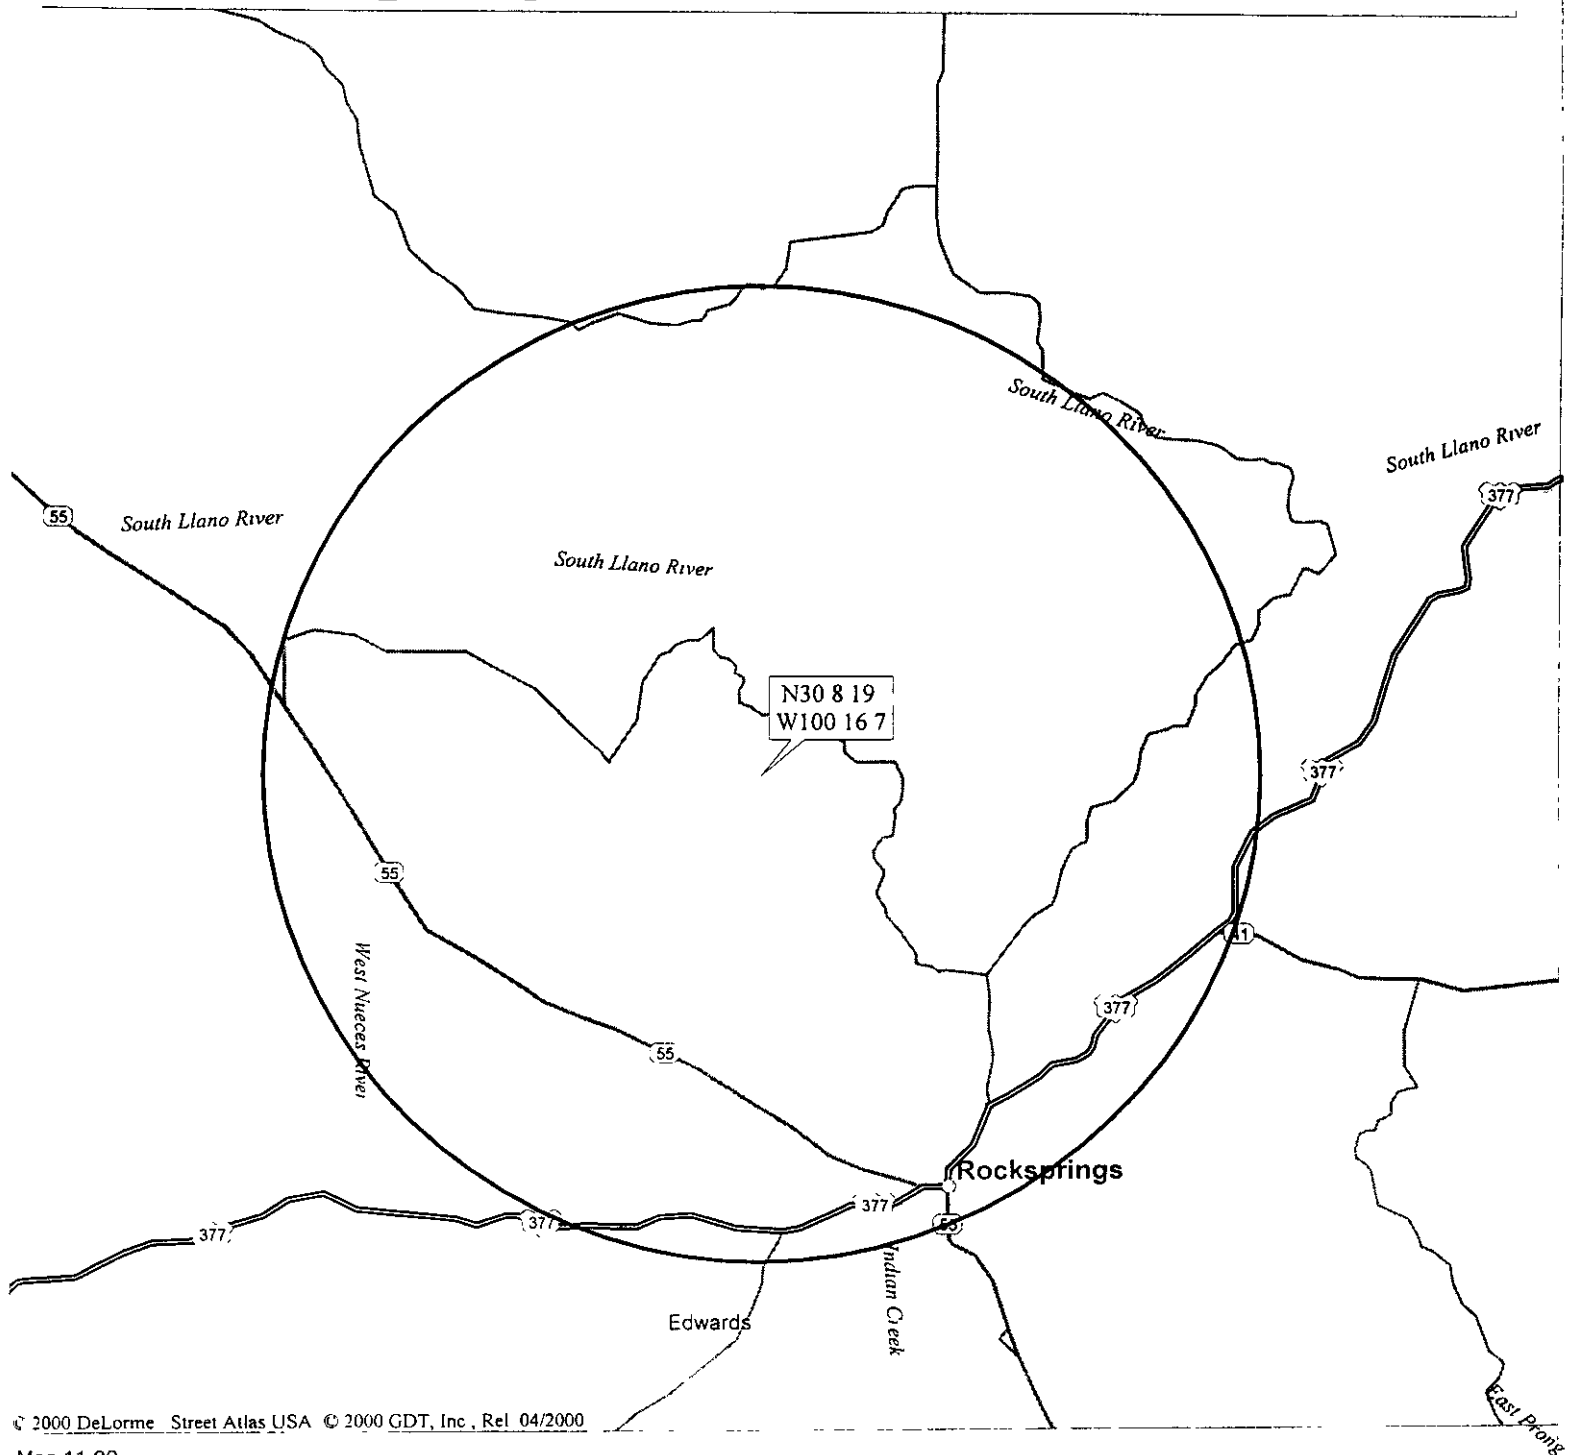 South Llano River
South Llano River
377
55
South Llano River
South Llano River
N30 8 19
W100 16 7
377
55
41
West Nueces River
377
55
Rocksprings
377
377
377
55
Indian Creek
Edwards
East Prong
© 2000 DeLorme Street Atlas USA © 2000 GDT, Inc., Rel 04/2000